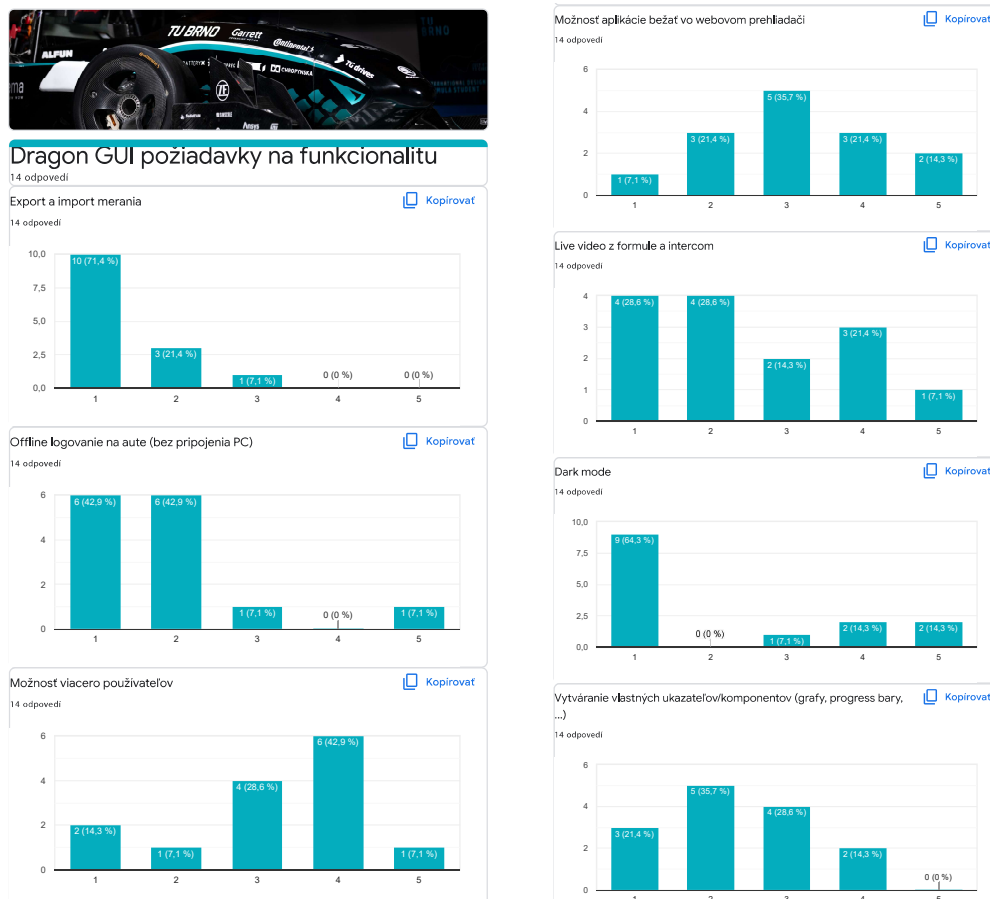 TU BRNO
Garrett
Continental
TGdrives
ALFUN
CHROPYNSKA
ZF
Ansys
Dragon GUI požiadavky na funkcionalitu
14 odpovedí
Export a import merania
Kopírovať
14 odpovedí
10,0
7,5
5,0
2,5
0,0
10 (71,4 %)
3 (21,4 %)
1 (7,1 %)
0 (0 %)
0 (0 %)
1 2 3 4 5
Offline logovanie na aute (bez pripojenia PC)
Kopírovať
14 odpovedí
6
4
2
0
6 (42,9 %)
6 (42,9 %)
1 (7,1 %)
0 (0 %)
1 (7,1 %)
1 2 3 4 5
Možnosť viacero používateľov
Kopírovať
14 odpovedí
6
4
2
0
2 (14,3 %)
1 (7,1 %)
4 (28,6 %)
6 (42,9 %)
1 (7,1 %)
1 2 3 4 5
Možnosť aplikácie bežať vo webovom prehliadači
Kopírovať
14 odpovedí
6
4
2
0
1 (7,1 %)
3 (21,4 %)
5 (35,7 %)
3 (21,4 %)
2 (14,3 %)
1 2 3 4 5
Live video z formule a intercom
Kopírovať
14 odpovedí
4
3
2
1
0
4 (28,6 %)
4 (28,6 %)
2 (14,3 %)
3 (21,4 %)
1 (7,1 %)
1 2 3 4 5
Dark mode
Kopírovať
14 odpovedí
10,0
7,5
5,0
2,5
0,0
9 (64,3 %)
0 (0 %)
1 (7,1 %)
2 (14,3 %)
2 (14,3 %)
1 2 3 4 5
Vytváranie vlastných ukazateľov/komponentov (grafy, progress bary,
...)
Kopírovať
14 odpovedí
6
4
2
0
3 (21,4 %)
5 (35,7 %)
4 (28,6 %)
2 (14,3 %)
0 (0 %)
1 2 3 4 5